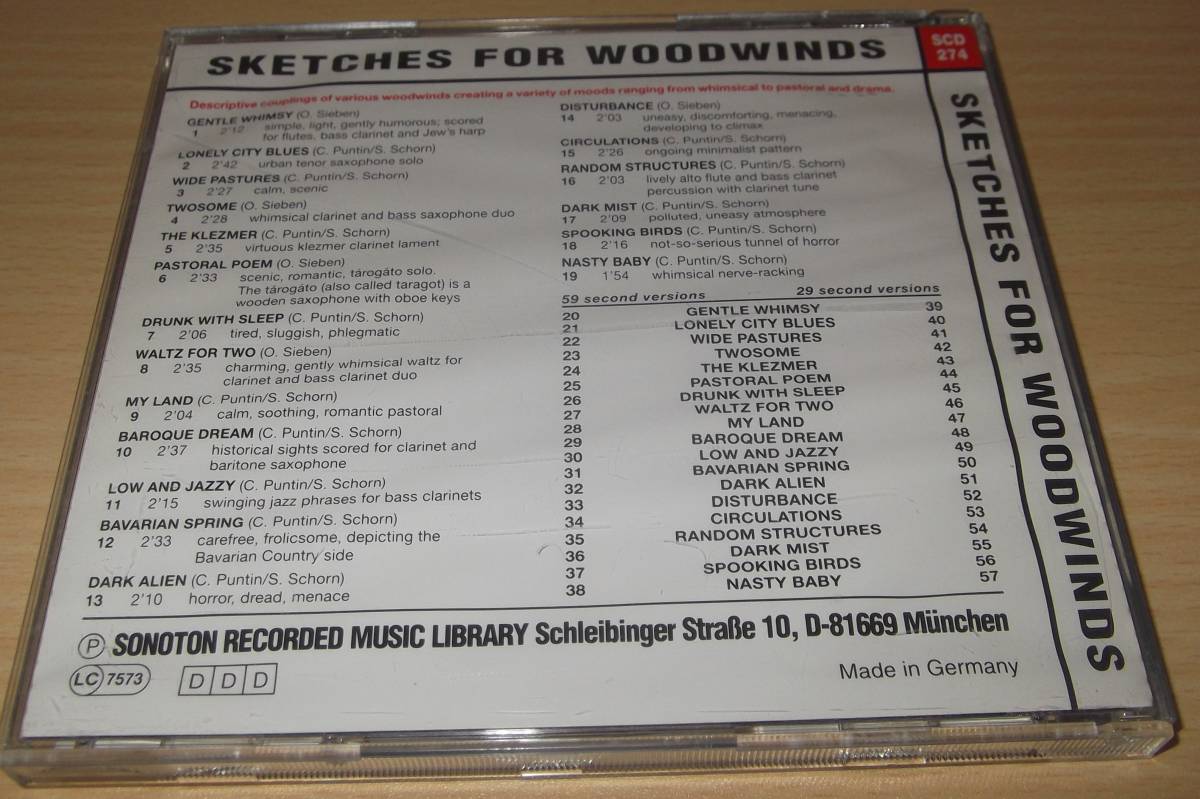 SKETCHES FOR WOODWINDS
SCD
274
Descriptive couplings of various woodwinds creating a variety of moods ranging from whimsical to pastoral and drama.
GENTLE WHIMSY (O. Sieben)
1 2'12 simple, light, gently humorous; scored
for flutes, bass clarinet and Jew's harp
LONELY CITY BLUES (C. Puntin/S. Schorn)
2 2'42 urban tenor saxophone solo
WIDE PASTURES (C. Puntin/S. Schorn)
3 2'27 calm, scenic
TWOSOME (O. Sieben)
4 2'28 whimsical clarinet and bass saxophone duo
THE KLEZMER (C. Puntin/S. Schorn)
5 2'35 virtuos klezmer clarinet lament
PASTORAL POEM (O. Sieben)
6 2'33 scenic, romantic, tárogáto solo.
The tárogáto (also called taragot) is a
wooden saxophone with oboe keys
DRUNK WITH SLEEP (C. Puntin/S. Schorn)
7 2'06 tired, sluggish, phlegmatic
WALTZ FOR TWO (O. Sieben)
8 2'35 charming, gently whimsical waltz for
clarinet and bass clarinet duo
MY LAND (C. Puntin/S. Schorn)
9 2'04 calm, soothing, romantic pastoral
BAROQUE DREAM (C. Puntin/S. Schorn)
10 2'37 historical sights scored for clarinet and
baritone saxophone
LOW AND JAZZY (C. Puntin/S. Schorn)
11 2'15 swinging jazz phrases for bass clarinets
BAVARIAN SPRING (C. Puntin/S. Schorn)
12 2'33 carefree, frolicsome, depicting the
Bavarian Country side
DARK ALIEN (C. Puntin/S. Schorn)
13 2'10 horror, dread, menace
DISTURBANCE (O. Sieben)
14 2'03 uneasy, discomforting, menacing,
developing to climax
CIRCULATIONS (C. Puntin/S. Schorn)
15 2'26 ongoing minimalist pattern
RANDOM STRUCTURES (C. Puntin/S. Schorn)
16 2'03 lively alto flute and bass clarinet
percussion with clarinet tune
DARK MIST (C. Puntin/S. Schorn)
17 2'09 polluted, uneasy atmosphere
SPOOKING BIRDS (C. Puntin/S. Schorn)
18 2'16 not-so-serious tunnel of horror
NASTY BABY (C. Puntin/S. Schorn)
19 1'54 whimsical nerve-racking
59 second versions 29 second versions
20 GENTLE WHIMSY 39
21 LONELY CITY BLUES 40
22 WIDE PASTURES 41
23 TWOSOME 42
24 THE KLEZMER 43
25 PASTORAL POEM 44
26 DRUNK WITH SLEEP 45
27 WALTZ FOR TWO 46
28 MY LAND 47
29 BAROQUE DREAM 48
30 LOW AND JAZZY 49
31 BAVARIAN SPRING 50
32 DARK ALIEN 51
33 DISTURBANCE 52
34 CIRCULATIONS 53
35 RANDOM STRUCTURES 54
36 DARK MIST 55
37 SPOOKING BIRDS 56
38 NASTY BABY 57
Ⓟ SONOTON RECORDED MUSIC LIBRARY Schleibinger Straße 10, D-81669 München
LC 7573 DDD
Made in Germany
SKETCHES FOR WOODWINDS